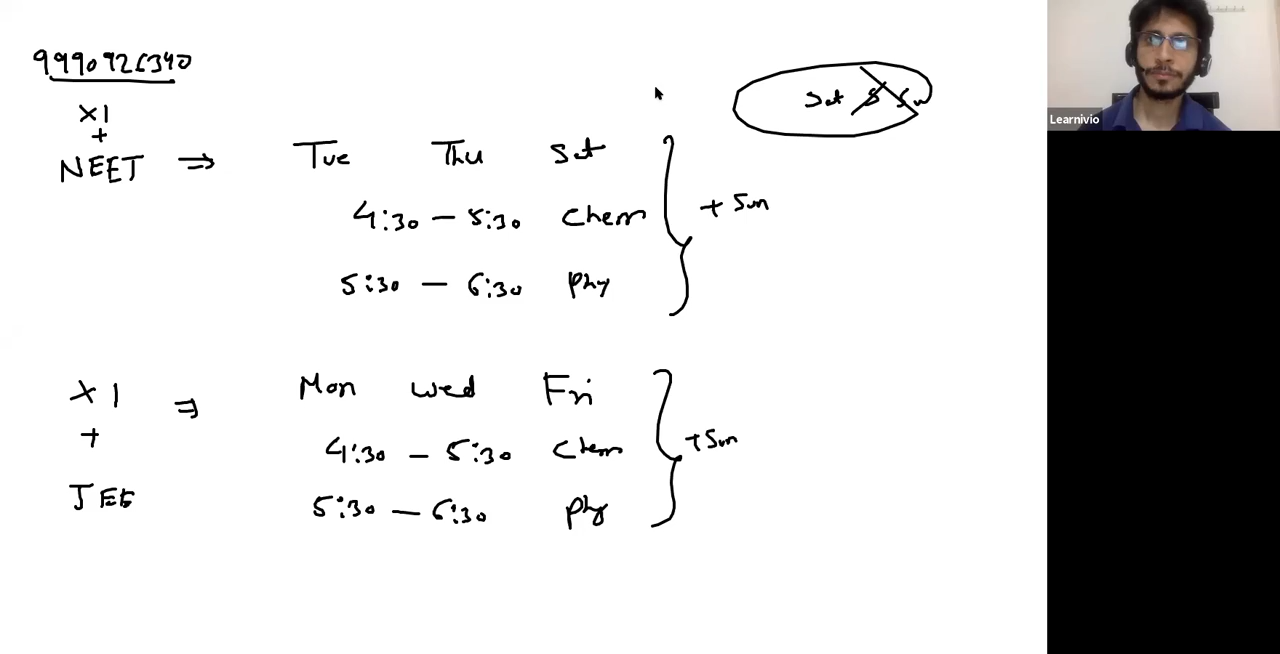 9990926340
XI
+
NEET ⇒ Tue Thu Sat
4:30 - 5:30 Chem
5:30 - 6:30 Phy
+ Sun
Sat & Sun
XI ⇒ Mon Wed Fri
+
JEE
4:30 - 5:30 Chem
5:30 - 6:30 Phy
+ Sun
Learnivio